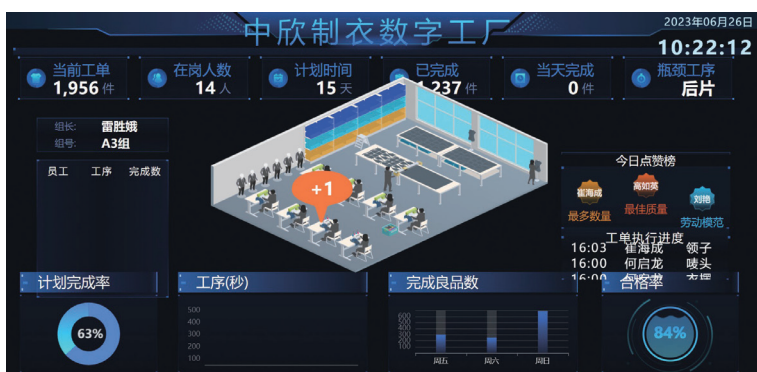 中欣制衣数字工厂
2023年06月26日
10:22:12
当前工单
1,956 件
在岗人数
14 人
计划时间
15 天
已完成
1,237 件
当天完成
0 件
瓶颈工序
后片
组长: 雷胜娥
组号: A3组
员工 工序 完成数
+1
今日点赞榜
崔海成
最多数量
高如英
最佳质量
刘艳
劳动模范
工单执行进度
16:03 崔海成 领子
16:00 何启龙 唛头
16:00
计划完成率
63%
工序(秒)
500
400
300
200
100
完成良品数
600
500
400
300
200
100
周五 周六 周日
合格率
84%